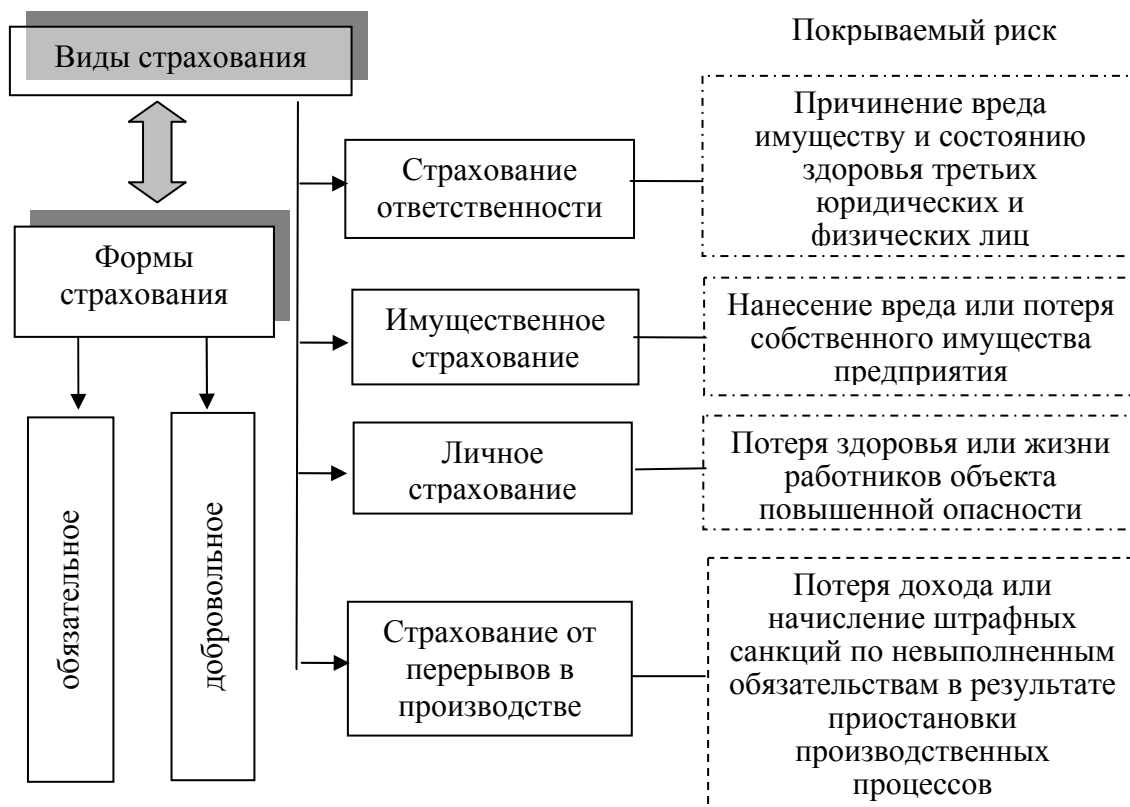 Виды страхования
Формы
страхования
обязательное
добровольное
Покрываемый риск
Страхование
ответственности
Причинение вреда
имуществу и состоянию
здоровья третьих
юридических и
физических лиц
Имущественное
страхование
Нанесение вреда или потеря
собственного имущества
предприятия
Личное
страхование
Потеря здоровья или жизни
работников объекта
повышенной опасности
Страхование от
перерывов в
производстве
Потеря дохода или
начисление штрафных
санкций по невыполненным
обязательствам в результате
приостановки
производственных
процессов